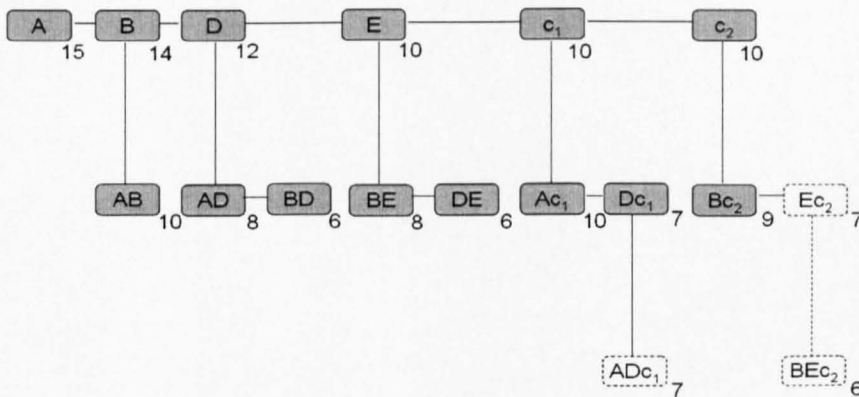 A B D E c₁ c₂
15 14 12 10 10 10
AB AD BD BE DE Ac₁ Dc₁ Bc₂ Ec₂
10 8 6 8 6 10 7 9 7
ADc₁ BEc₂
7 6